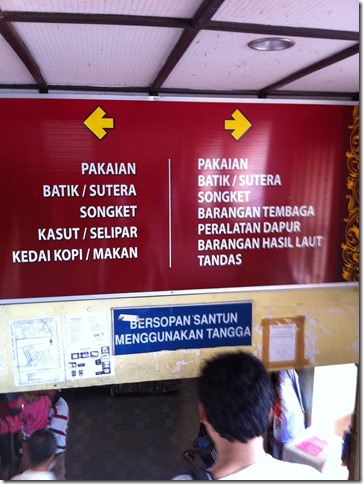 PAKAIAN
BATIK / SUTERA
SONGKET
KASUT / SELIPAR
KEDAI KOPI / MAKAN
PAKAIAN
BATIK / SUTERA
SONGKET
BARANGAN TEMBAGA
PERALATAN DAPUR
BARANGAN HASIL LAUT
TANDAS
BERSOPAN SANTUN
MENGGUNAKAN TANGGA